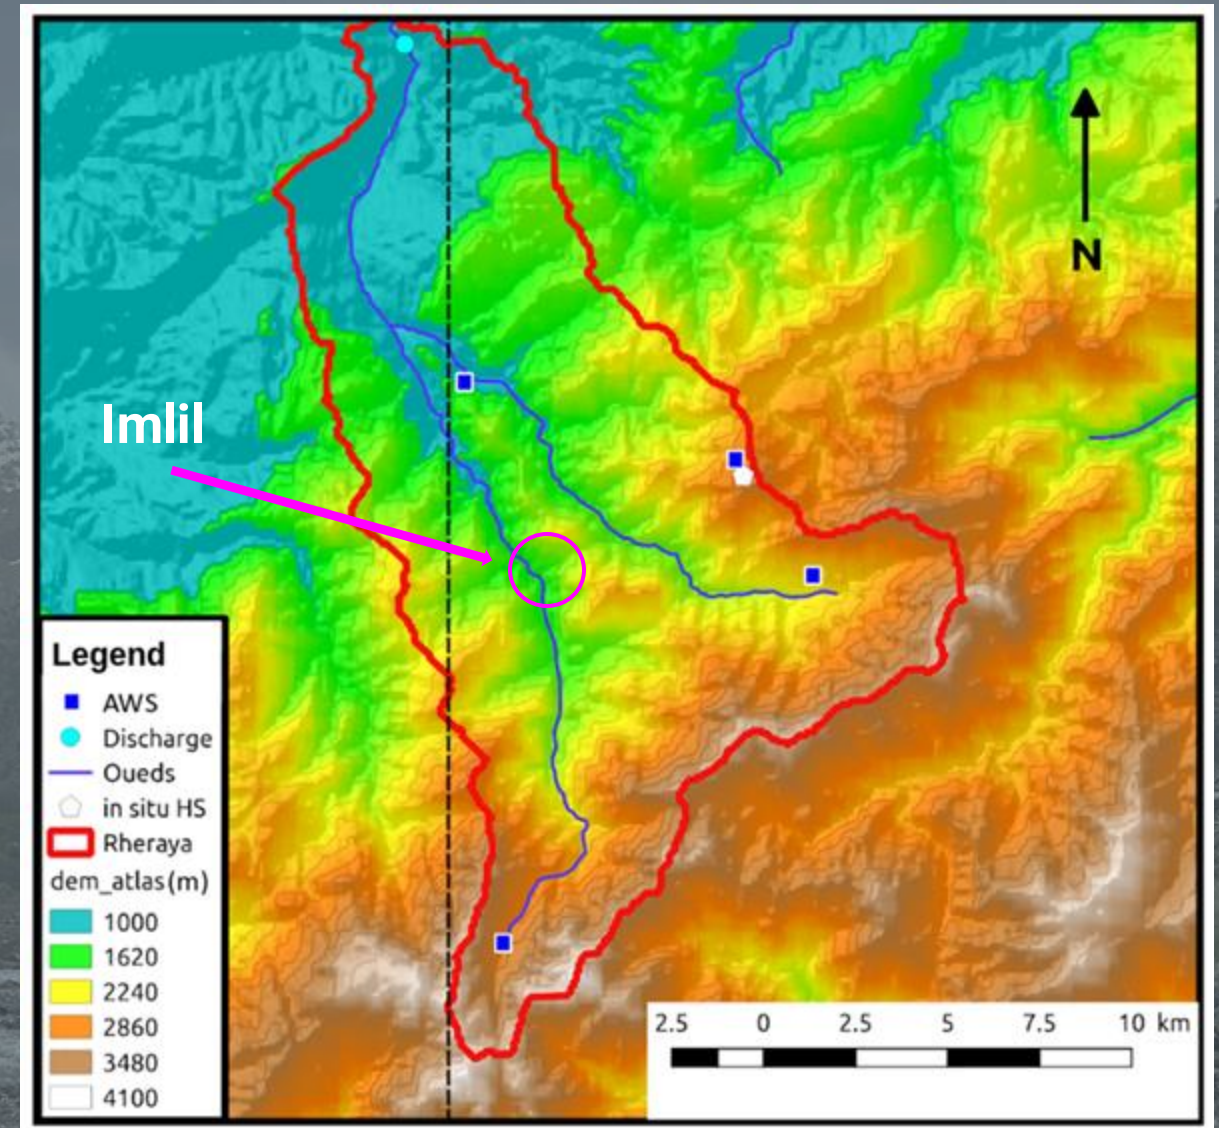 N
Imlil
Legend
AWS
Discharge
Oueds
in situ HS
Rheraya
dem_atlas(m)
1000
1620
2240
2860
3480
4100
2.5 0 2.5 5 7.5 10 km